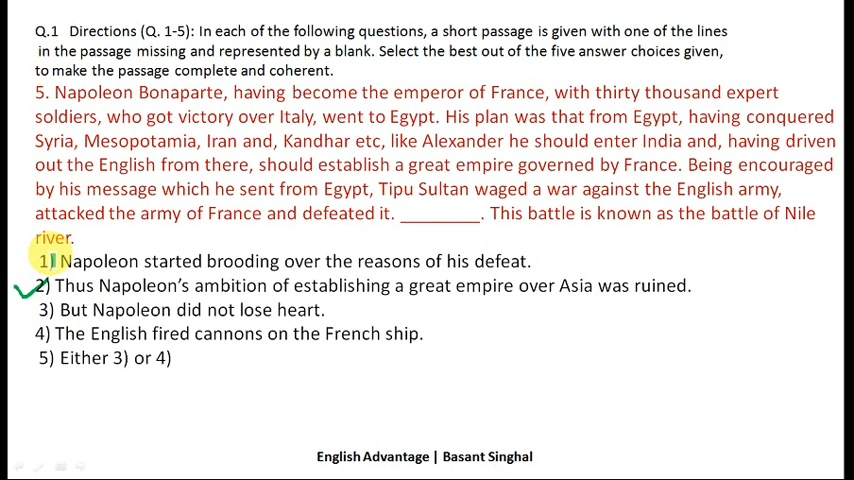 Q.1 Directions (Q. 1-5): In each of the following questions, a short passage is given with one of the lines
in the passage missing and represented by a blank. Select the best out of the five answer choices given,
to make the passage complete and coherent.
5. Napoleon Bonaparte, having become the emperor of France, with thirty thousand expert
soldiers, who got victory over Italy, went to Egypt. His plan was that from Egypt, having conquered
Syria, Mesopotamia, Iran and, Kandhar etc, like Alexander he should enter India and, having driven
out the English from there, should establish a great empire governed by France. Being encouraged
by his message which he sent from Egypt, Tipu Sultan waged a war against the English army,
attacked the army of France and defeated it. ________. This battle is known as the battle of Nile
river.
1) Napoleon started brooding over the reasons of his defeat.
2) Thus Napoleon's ambition of establishing a great empire over Asia was ruined.
3) But Napoleon did not lose heart.
4) The English fired cannons on the French ship.
5) Either 3) or 4)
English Advantage | Basant Singhal